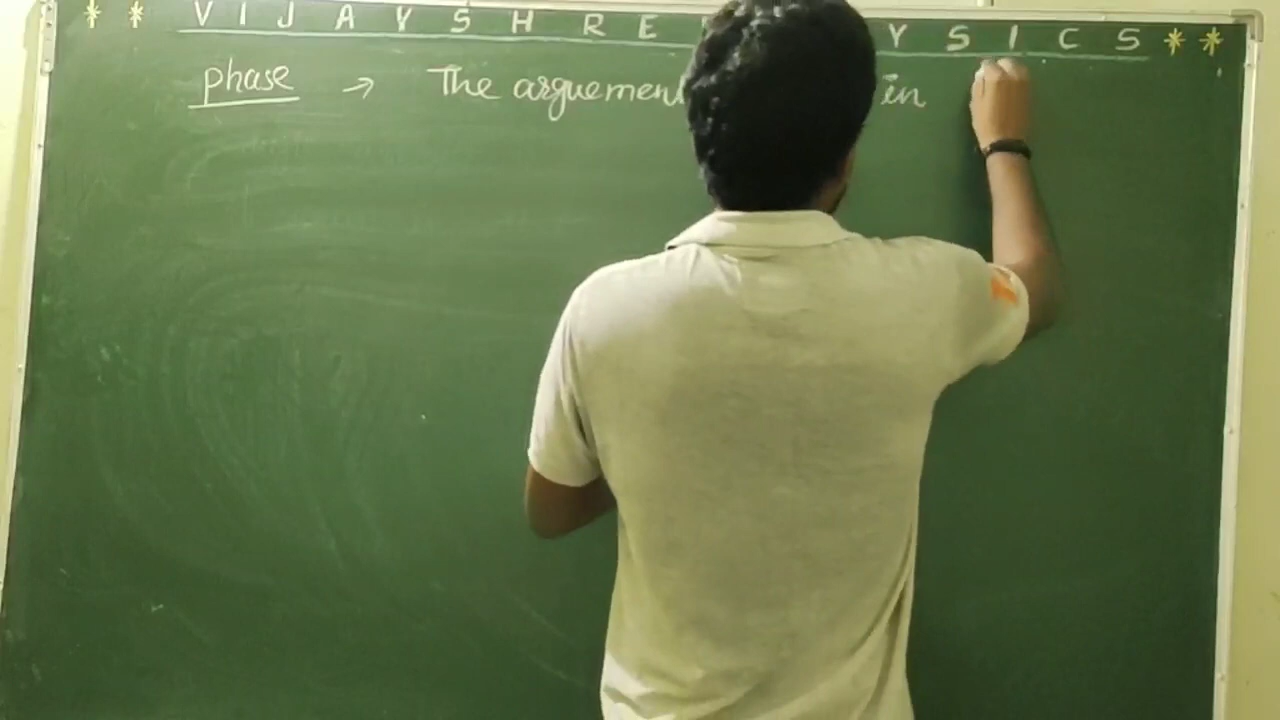 * * V I J A Y S H R E Y S I C S * *
phase → The arguement in